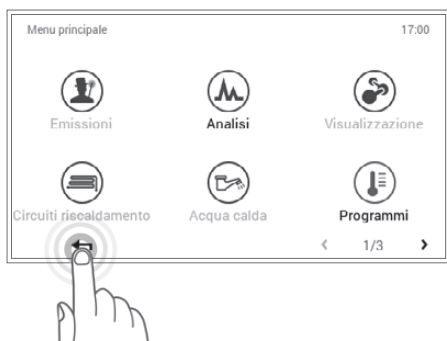 Menu principale 17:00
Emissioni Analisi Visualizzazione
Circuiti riscaldamento Acqua calda Programmi
1/3